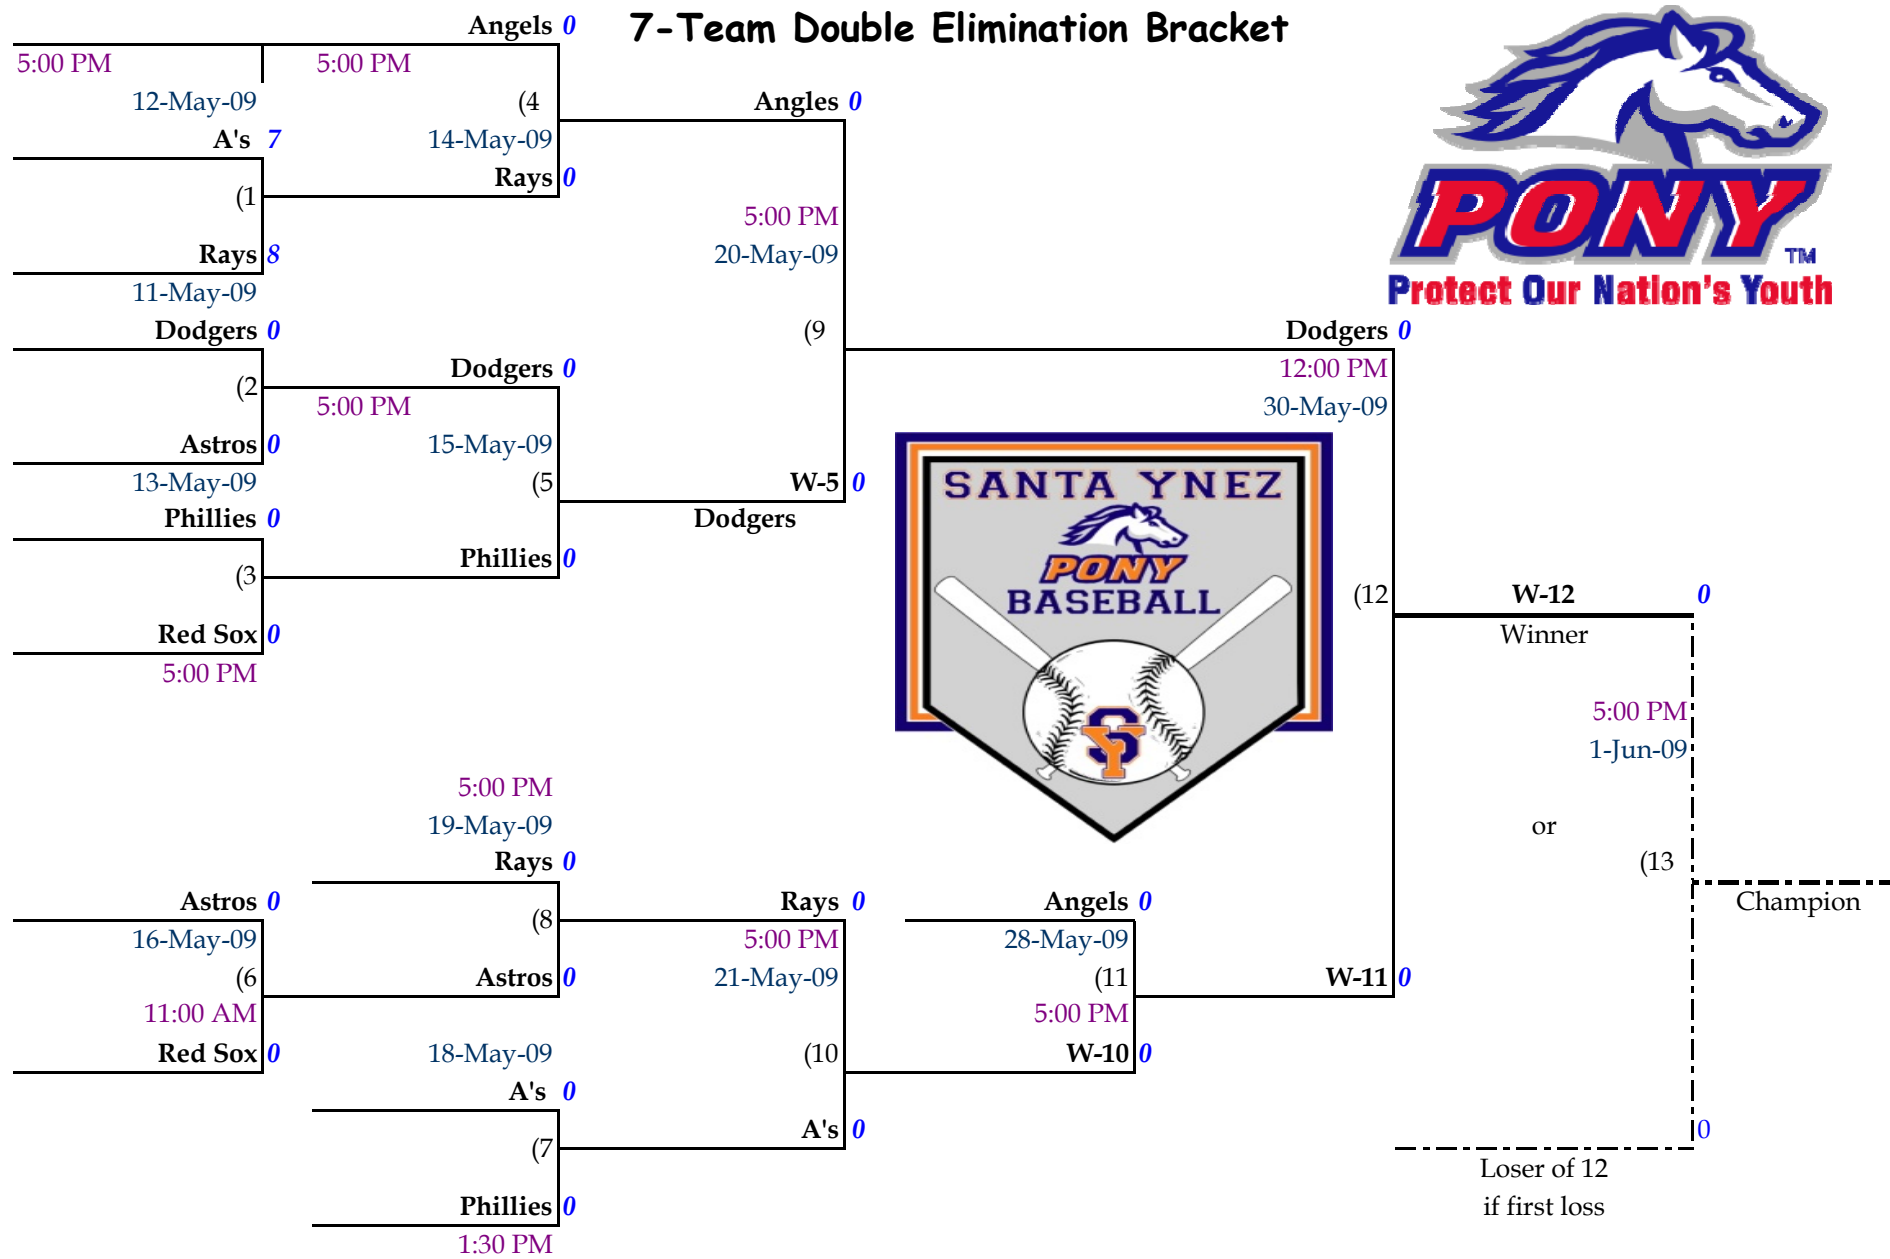 7-Team Double Elimination Bracket
Angels 0
5:00 PM
5:00 PM
12-May-09
(4
Angles 0
A's 7
14-May-09
Rays 0
(1
5:00 PM
Rays 8
20-May-09
11-May-09
PONY
TM
Protect Our Nation's Youth
Dodgers 0
(9
Dodgers 0
Dodgers 0
12:00 PM
(2
5:00 PM
30-May-09
Astros 0
15-May-09
13-May-09
(5
W-5 0
Phillies 0
Dodgers
Phillies 0
(3
Red Sox 0
5:00 PM
SANTA YNEZ
PONY
BASEBALL
SY
(12
W-12 0
Winner
5:00 PM
1-Jun-09
5:00 PM
19-May-09
or
Rays 0
(13
Astros 0
Rays 0
Angels 0
Champion
16-May-09
(8
5:00 PM
28-May-09
(6
Astros 0
21-May-09
(11
W-11 0
11:00 AM
5:00 PM
Red Sox 0
18-May-09
(10
W-10 0
A's 0
A's 0
0
(7
Loser of 12
Phillies 0
if first loss
1:30 PM